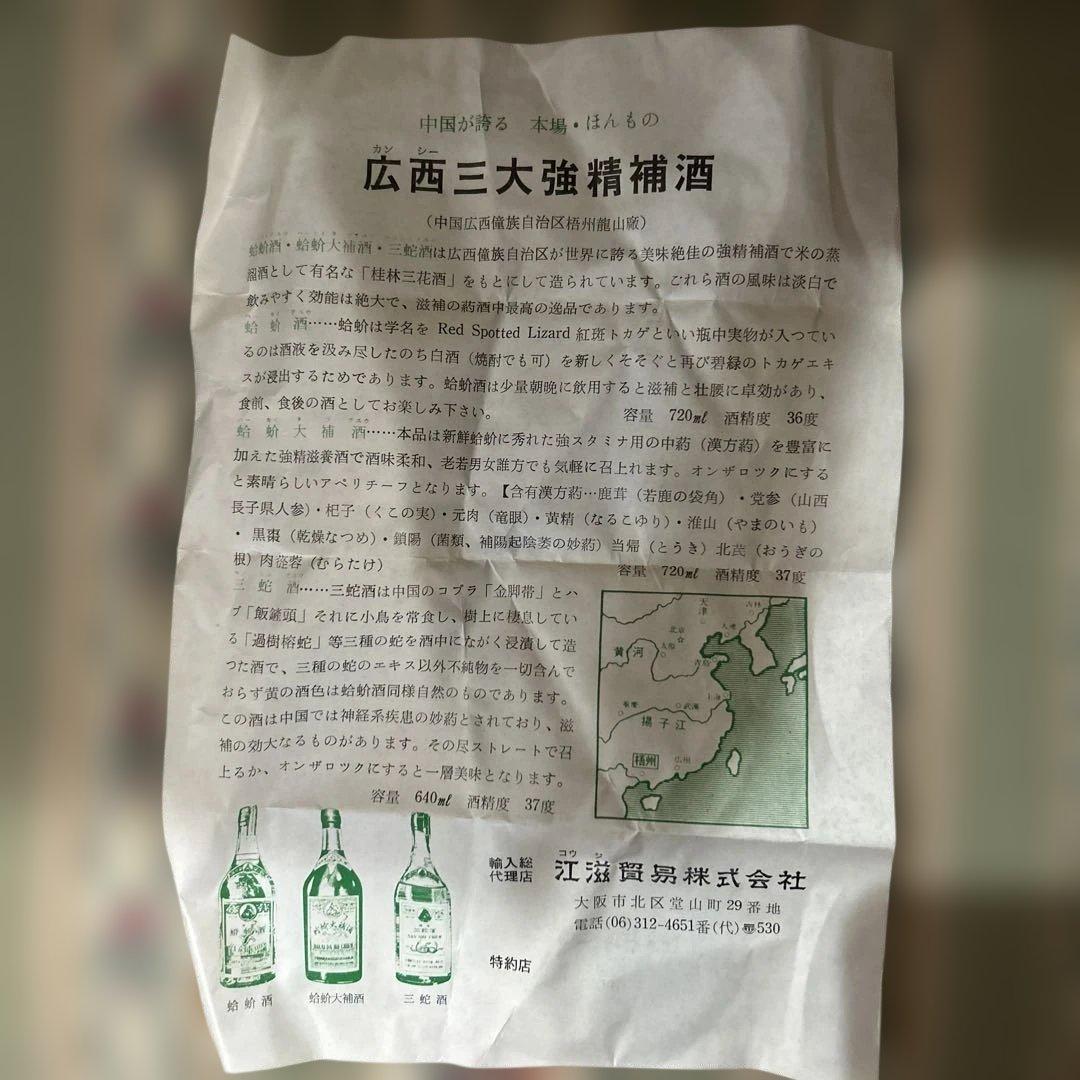 中国が誇る 本場・ほんもの
カン シー
広西三大強精補酒
(中国広西僮族自治区梧州龍山廠)
蛤蚧酒・蛤蚧大補酒・三蛇酒は広西僮族自治区が世界に誇る美味絶佳の強精補酒で米の蒸
溜酒として有名な「桂林三花酒」をもとにして造られています。これら酒の風味は淡白で
飲みやすく効能は絶大で、滋補の葯酒中最高の逸品であります。
蛤蚧酒……蛤蚧は学名を Red Spotted Lizard 紅斑トカゲといい瓶中実物が入つてい
るのは酒液を汲み尽したのち白酒(焼酎でも可)を新しくそそぐと再び碧緑のトカゲエキ
スが浸出するためであります。蛤蚧酒は少量朝晩に飲用すると滋補と壮腰に卓効があり、
食前、食後の酒としてお楽しみ下さい。 容量 720㎖ 酒精度 36度
蛤蚧大補酒……本品は新鮮蛤蚧に秀れた強スタミナ用の中葯(漢方葯)を豊富に
加えた強精滋養酒で酒味柔和、老若男女誰方でも気軽に召上れます。オンザロツクにする
と素晴らしいアペリチーフとなります。【含有漢方葯…鹿茸(若鹿の袋角)・党参(山西
長子県人参)・杞子(くこの実)・元肉(竜眼)・黄精(なるこゆり)・淮山(やまのいも)
・黒棗(乾燥なつめ)・鎖陽(菌類、補陽起陰萎の妙葯)当帰(とうき)北芪(おうぎの
根)肉蓯蓉(むらたけ) 容量 720㎖ 酒精度 37度
三蛇酒……三蛇酒は中国のコブラ「金脚帯」とハ
ブ「飯鏟頭」それに小鳥を常食し、樹上に棲息してい
る「過樹榕蛇」等三種の蛇を酒中にながく浸漬して造
つた酒で、三種の蛇のエキス以外不純物を一切含んで
おらず黄の酒色は蛤蚧酒同様自然のものであります。
この酒は中国では神経系疾患の妙葯とされており、滋
補の効大なるものがあります。その尽ストレートで召
上るか、オンザロツクにすると一層美味となります。
容量 640㎖ 酒精度 37度
天津
吉林
北京
大連
太原
青島
黄河
上海
重慶
武漢
揚子江
梧州
広州
蛤蚧酒
蛤蚧大補酒
三蛇酒
輸入総
代理店
コウ ジ
江滋貿易株式会社
大阪市北区堂山町29番地
電話(06)312-4651番(代)〠530
特約店